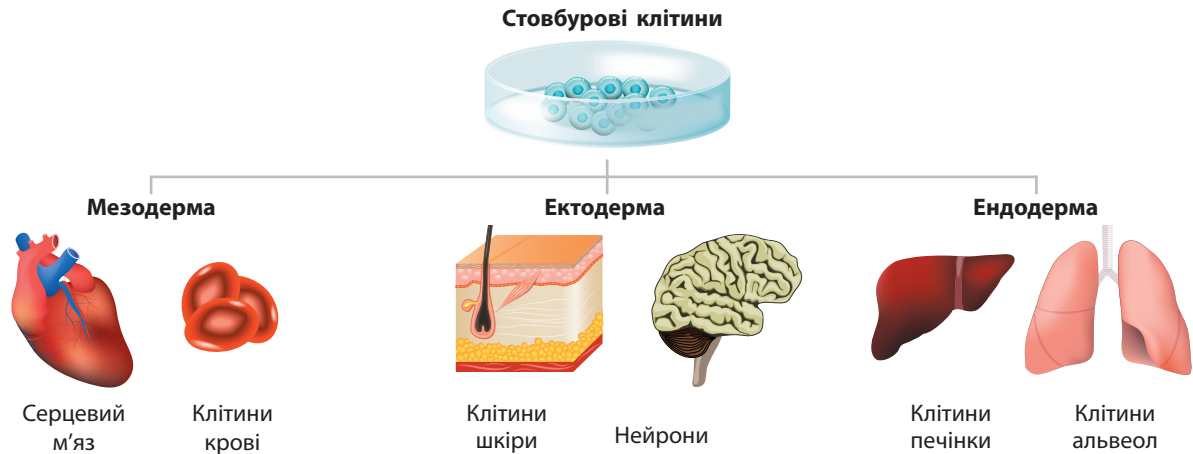 Стовбурові клітини
Мезодерма
Ектодерма
Ендодерма
Серцевий
м'яз
Клітини
крові
Клітини
шкіри
Нейрони
Клітини
печінки
Клітини
альвеол